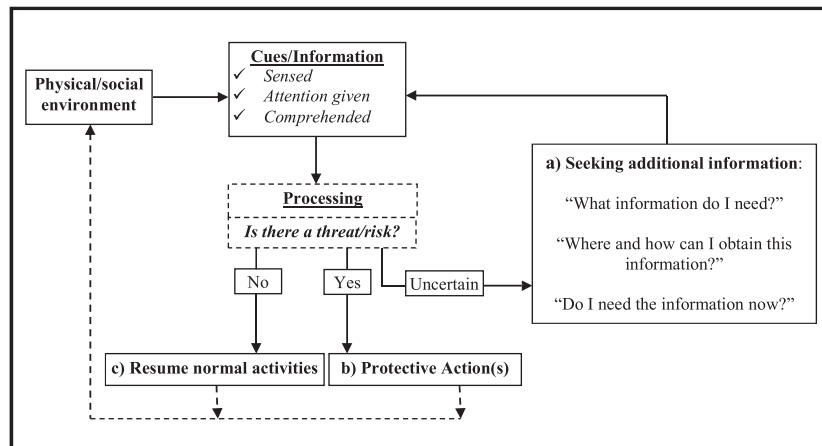 Physical/social
environment
Cues/Information
✓ Sensed
✓ Attention given
✓ Comprehended
Processing
Is there a threat/risk?
No
Yes
Uncertain
a) Seeking additional information:
“What information do I need?”
“Where and how can I obtain this
information?”
“Do I need the information now?”
c) Resume normal activities
b) Protective Action(s)